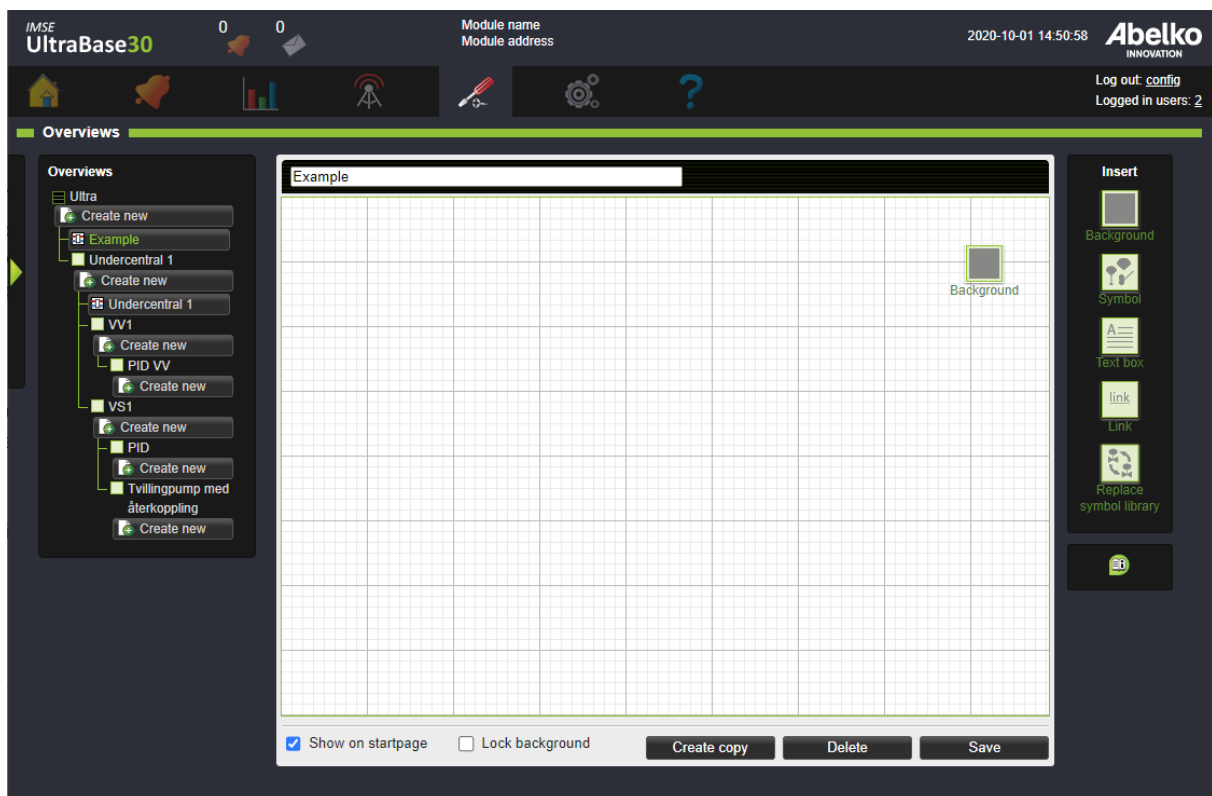 IMSE
UltraBase30
0
0
Module name
Module address
2020-10-01 14:50:58
Abelko
INNOVATION
?
Log out: config
Logged in users: 2
Overviews
Overviews
Ultra
Create new
Example
Undercentral 1
Create new
Undercentral 1
VV1
Create new
PID VV
Create new
VS1
Create new
PID
Create new
Tvillingpump med
återkoppling
Create new
Example
Background
Show on startpage
Lock background
Create copy
Delete
Save
Insert
Background
Symbol
A
Text box
link
Link
Replace
symbol library